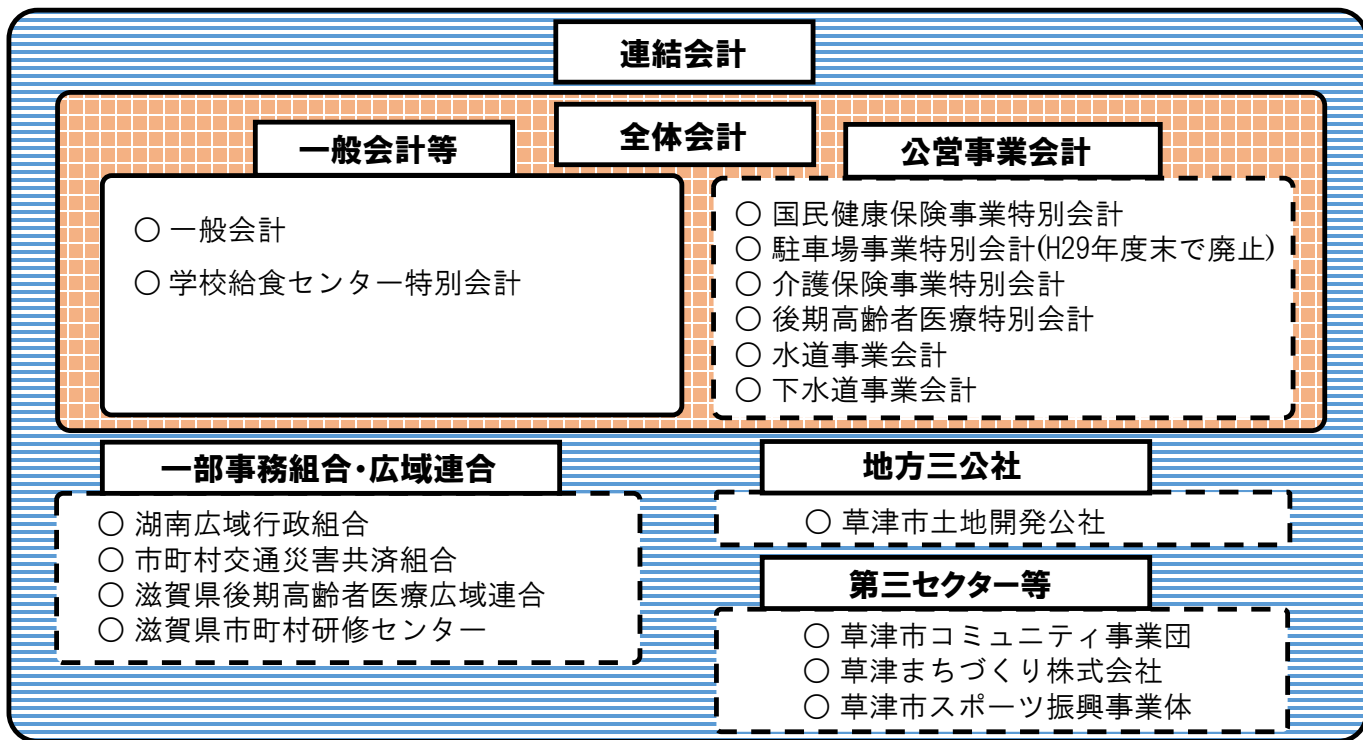 連結会計
全体会計
一般会計等
○ 一般会計
○ 学校給食センター特別会計
公営事業会計
○ 国民健康保険事業特別会計
○ 駐車場事業特別会計(H29年度末で廃止)
○ 介護保険事業特別会計
○ 後期高齢者医療特別会計
○ 水道事業会計
○ 下水道事業会計
一部事務組合・広域連合
○ 湖南広域行政組合
○ 市町村交通災害共済組合
○ 滋賀県後期高齢者医療広域連合
○ 滋賀県市町村研修センター
地方三公社
○ 草津市土地開発公社
第三セクター等
○ 草津市コミュニティ事業団
○ 草津まちづくり株式会社
○ 草津市スポーツ振興事業体